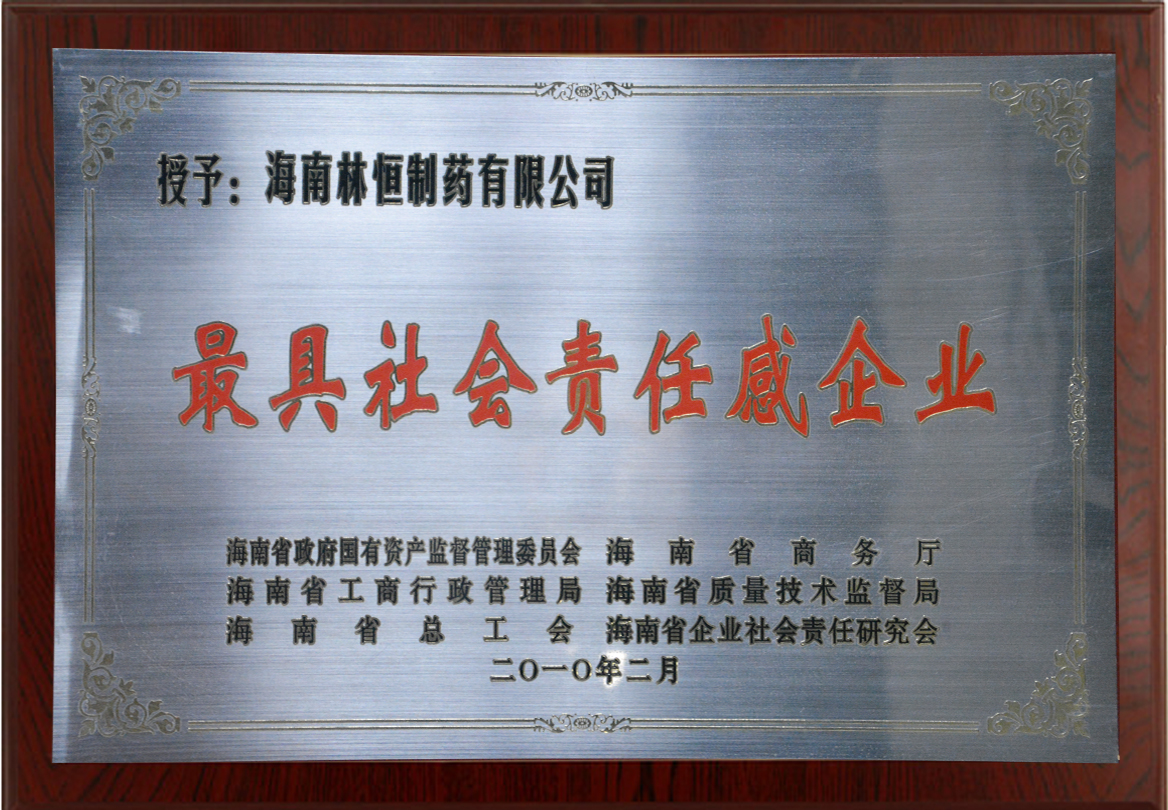 授予：海南林恒制药有限公司
最具社会责任感企业
海南省政府国有资产监督管理委员会 海南省商务厅
海南省工商行政管理局 海南省质量技术监督局
海南省总工会 海南省企业社会责任研究会
二〇一〇年二月